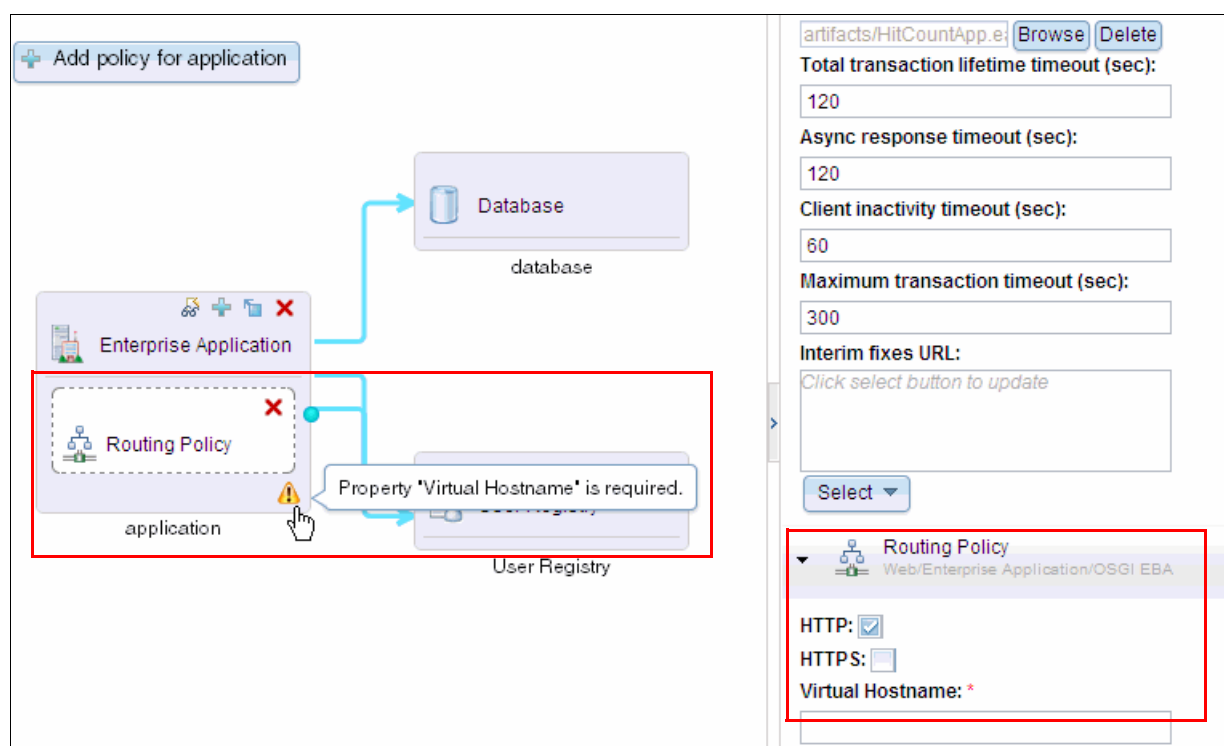 Add policy for application
Database
database
Enterprise Application
Routing Policy
Property "Virtual Hostname" is required.
application
User Registry
User Registry
artifacts/HitCountApp.e
Browse
Delete
Total transaction lifetime timeout (sec):
120
Async response timeout (sec):
120
Client inactivity timeout (sec):
60
Maximum transaction timeout (sec):
300
Interim fixes URL:
Click select button to update
Select
Routing Policy
Web/Enterprise Application/OSGI EBA
HTTP:
HTTPS:
Virtual Hostname: *